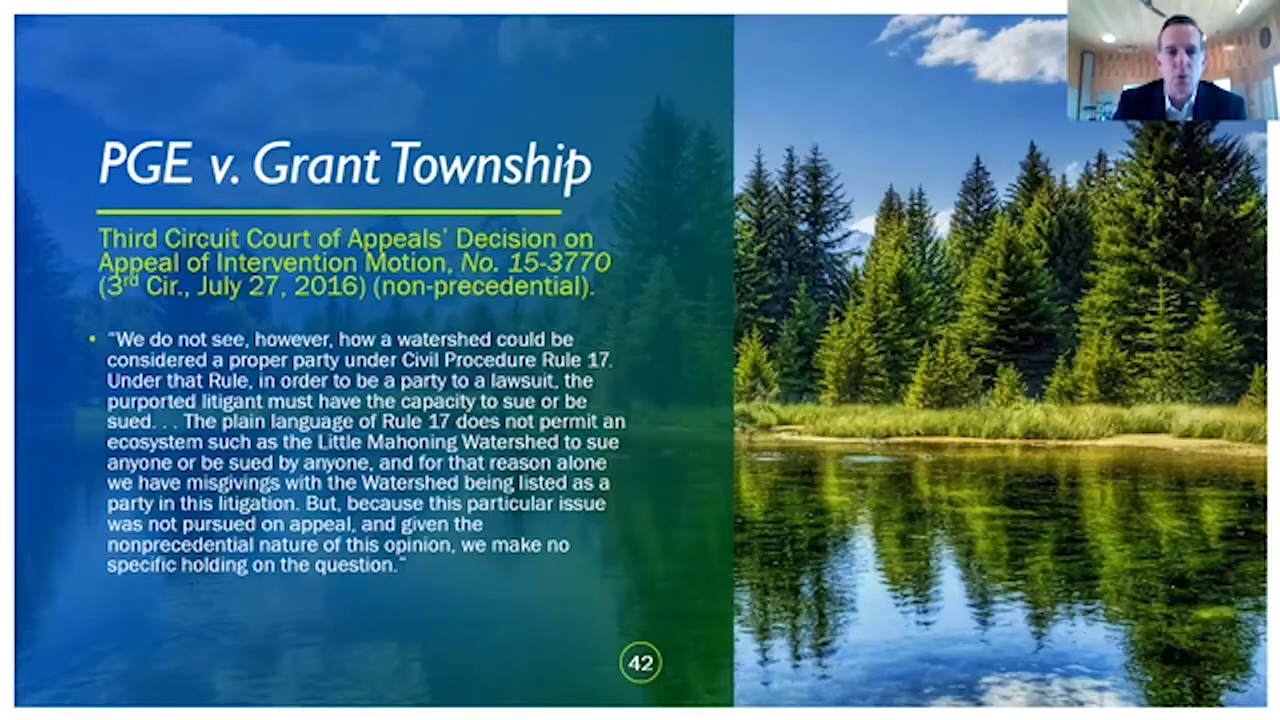 PGE v. Grant Township
Third Circuit Court of Appeals’ Decision on
Appeal of Intervention Motion, No. 15-3770
(3rd Cir., July 27, 2016) (non-precedential).
• “We do not see, however, how a watershed could be
considered a proper party under Civil Procedure Rule 17.
Under that Rule, in order to be a party to a lawsuit, the
purported litigant must have the capacity to sue or be
sued. . . The plain language of Rule 17 does not permit an
ecosystem such as the Little Mahoning Watershed to sue
anyone or be sued by anyone, and for that reason alone
we have misgivings with the Watershed being listed as a
party in this litigation. But, because this particular issue
was not pursued on appeal, and given the
nonprecedential nature of this opinion, we make no
specific holding on the question.”
42